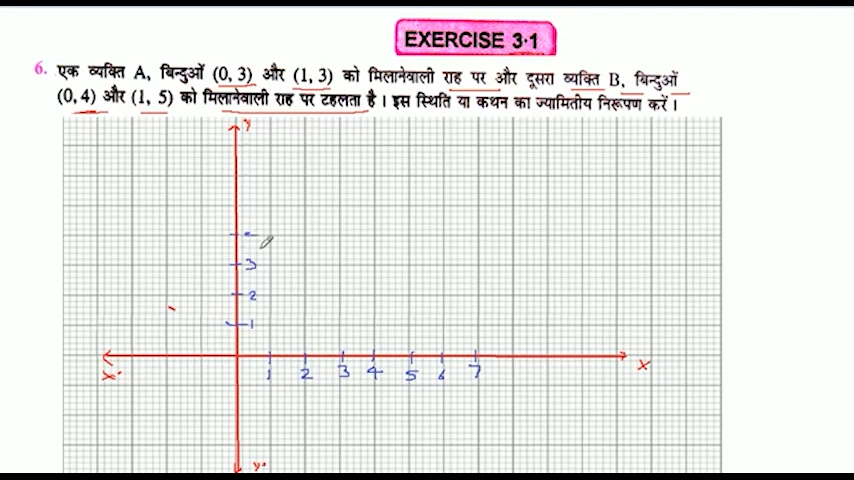 EXERCISE 3·1
6. एक व्यक्ति A, बिन्दुओं (0, 3) और (1, 3) को मिलानेवाली राह पर और दूसरा व्यक्ति B, बिन्दुओं
(0, 4) और (1, 5) को मिलानेवाली राह पर टहलता है। इस स्थिति या कथन का ज्यामितीय निरूपण करें।
y
3
2
1
1 2 3 4 5 6 7
x' x
y'